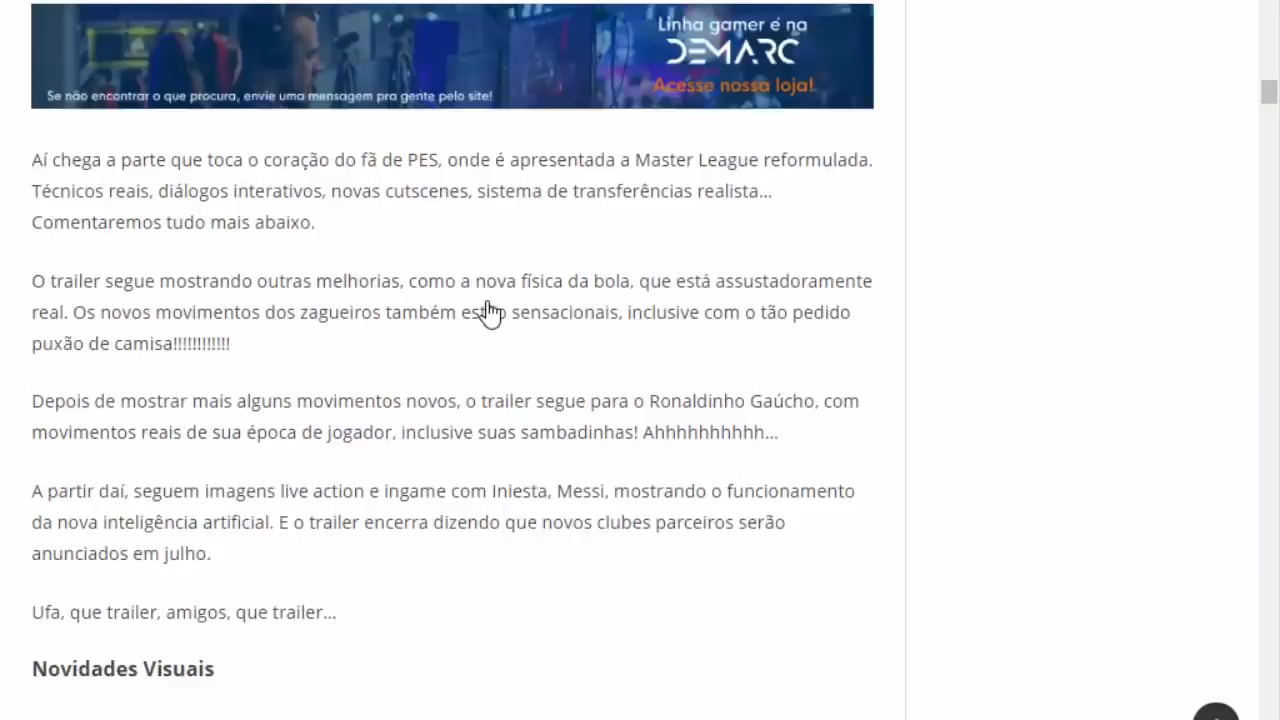 Linha gamer é na
DEMARC
Acesse nossa loja!
Se não encontrar o que procura, envie uma mensagem pra gente pelo site!
Aí chega a parte que toca o coração do fã de PES, onde é apresentada a Master League reformulada.
Técnicos reais, diálogos interativos, novas cutscenes, sistema de transferências realista...
Comentaremos tudo mais abaixo.
O trailer segue mostrando outras melhorias, como a nova física da bola, que está assustadoramente
real. Os novos movimentos dos zagueiros também estão sensacionais, inclusive com o tão pedido
puxão de camisa!!!!!!!!!!!!
Depois de mostrar mais alguns movimentos novos, o trailer segue para o Ronaldinho Gaúcho, com
movimentos reais de sua época de jogador, inclusive suas sambadinhas! Ahhhhhhhhhh...
A partir daí, seguem imagens live action e ingame com Iniesta, Messi, mostrando o funcionamento
da nova inteligência artificial. E o trailer encerra dizendo que novos clubes parceiros serão
anunciados em julho.
Ufa, que trailer, amigos, que trailer...
Novidades Visuais